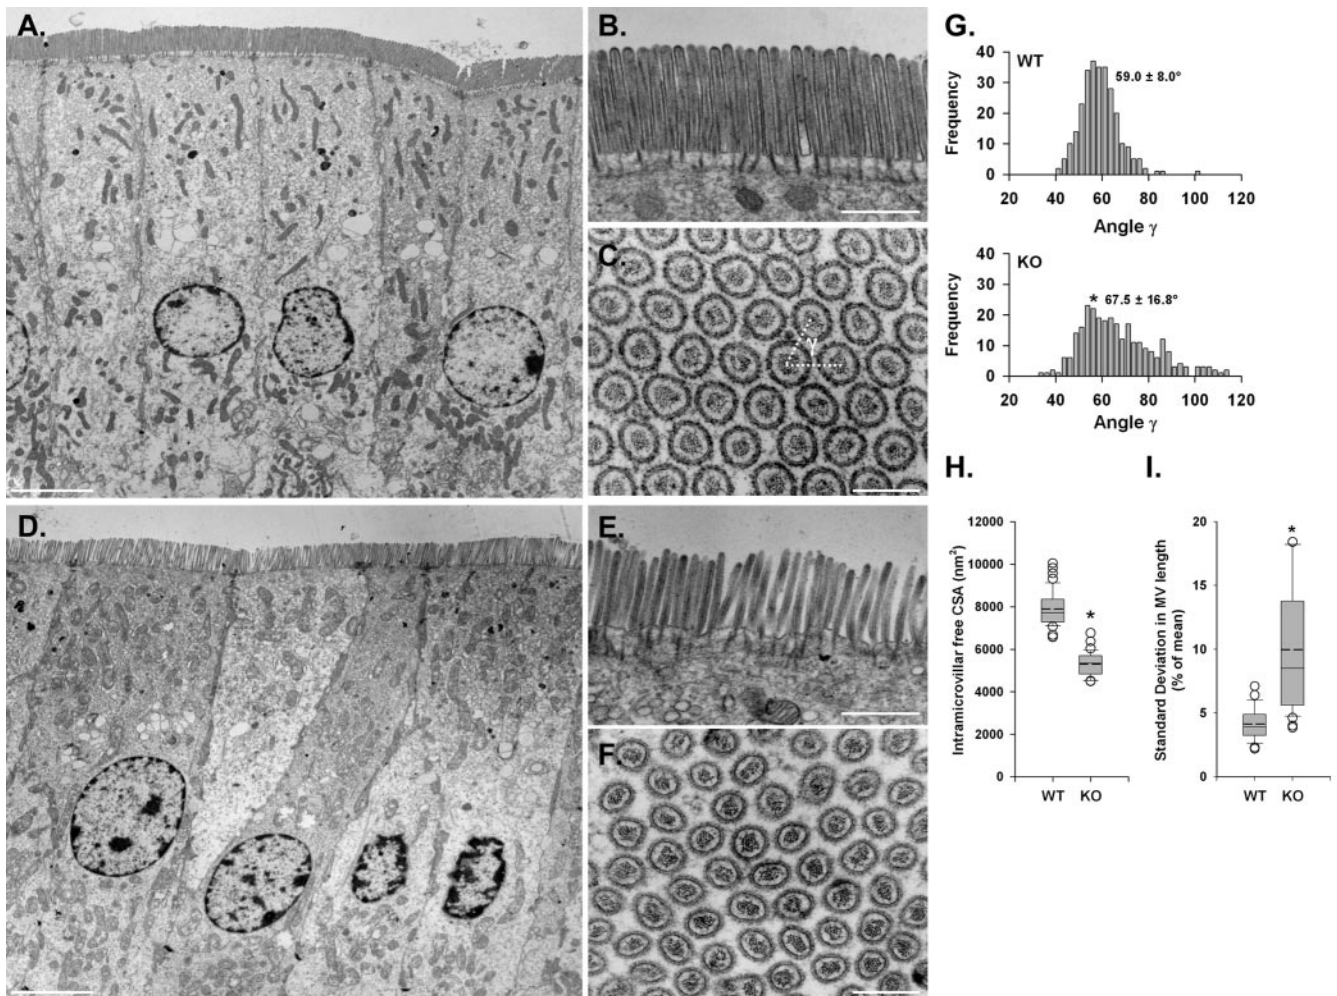 A.
B.
C.
γ
D.
E.
F.
G.
WT
59.0 ± 8.0°
Frequency
40
30
20
10
0
20 40 60 80 100 120
Angle γ
KO
* 67.5 ± 16.8°
Frequency
40
30
20
10
0
20 40 60 80 100 120
Angle γ
H.
Intramicrovillar free CSA (nm²)
12000
10000
8000
6000
4000
2000
0
*
WT KO
I.
Standard Deviation in MV length
(% of mean)
20
15
10
5
0
*
WT KO